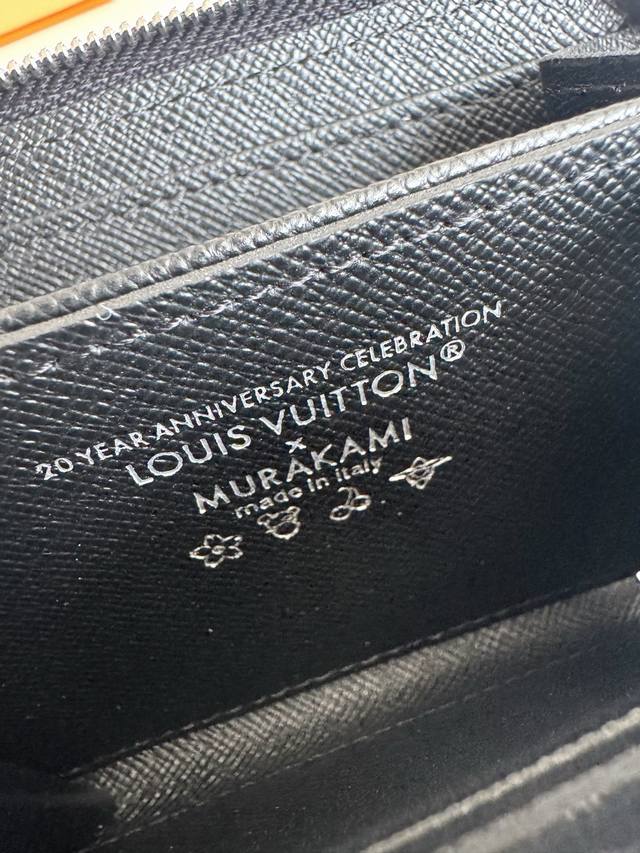 20 YEAR ANNIVERSARY CELEBRATION
LOUIS VUITTON®
×
MURAKAMI
made in italy